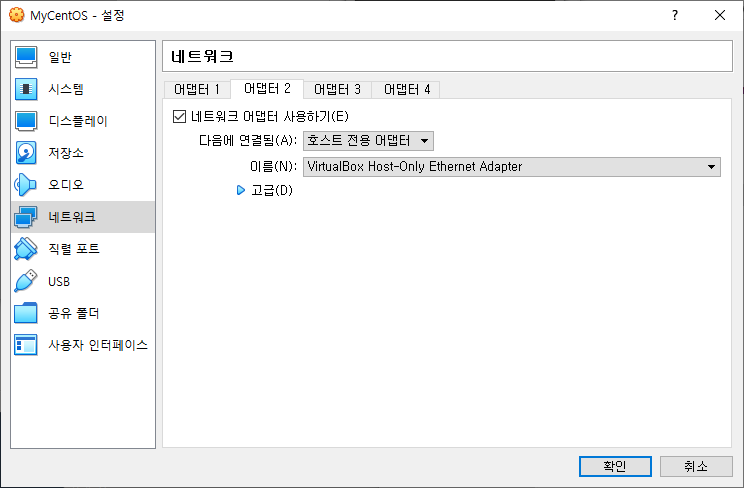 MyCentOS - 설정
?
일반
시스템
디스플레이
저장소
오디오
네트워크
직렬 포트
USB
공유 폴더
사용자 인터페이스
네트워크
어댑터 1 어댑터 2 어댑터 3 어댑터 4
네트워크 어댑터 사용하기(E)
다음에 연결됨(A): 호스트 전용 어댑터
이름(N): VirtualBox Host-Only Ethernet Adapter
고급(D)
확인 취소